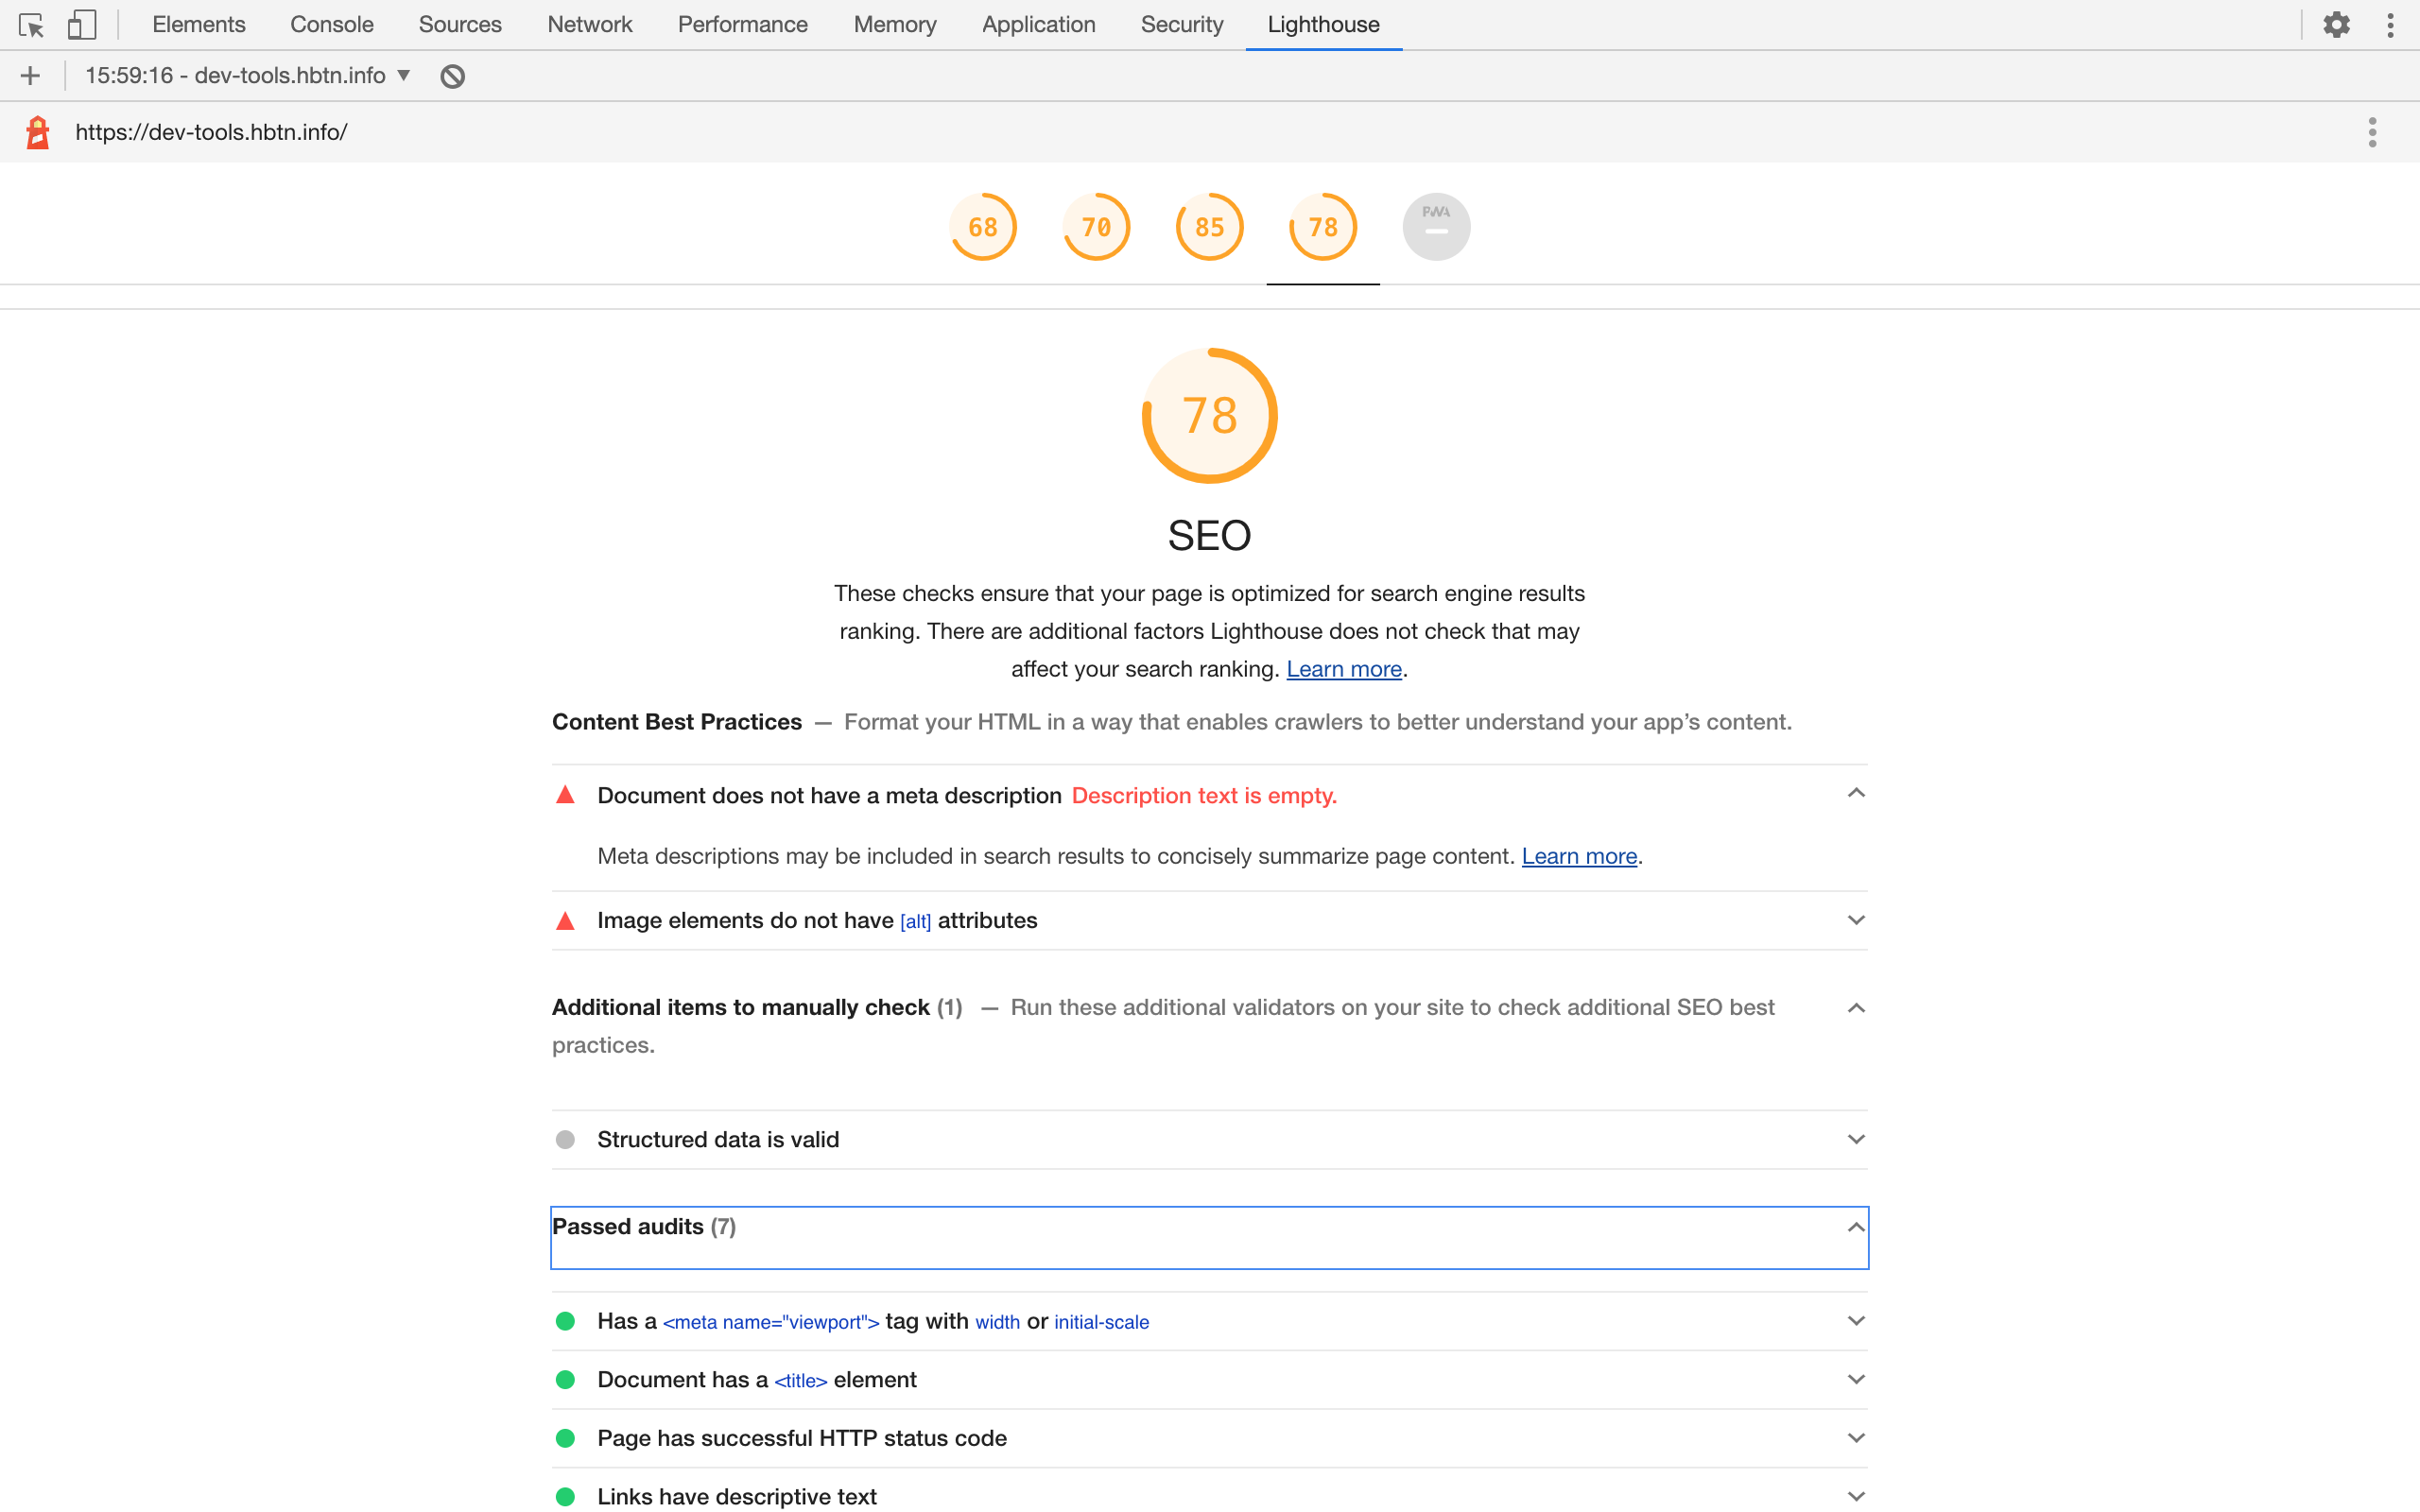 Elements Console Sources Network Performance Memory Application Security Lighthouse
15:59:16 - dev-tools.hbtn.info
https://dev-tools.hbtn.info/
68 70 85 78 PWA
78
SEO
These checks ensure that your page is optimized for search engine results
ranking. There are additional factors Lighthouse does not check that may
affect your search ranking. Learn more.
Content Best Practices — Format your HTML in a way that enables crawlers to better understand your app’s content.
Document does not have a meta description Description text is empty.
Meta descriptions may be included in search results to concisely summarize page content. Learn more.
Image elements do not have [alt] attributes
Additional items to manually check (1) — Run these additional validators on your site to check additional SEO best
practices.
Structured data is valid
Passed audits (7)
Has a <meta name="viewport"> tag with width or initial-scale
Document has a <title> element
Page has successful HTTP status code
Links have descriptive text